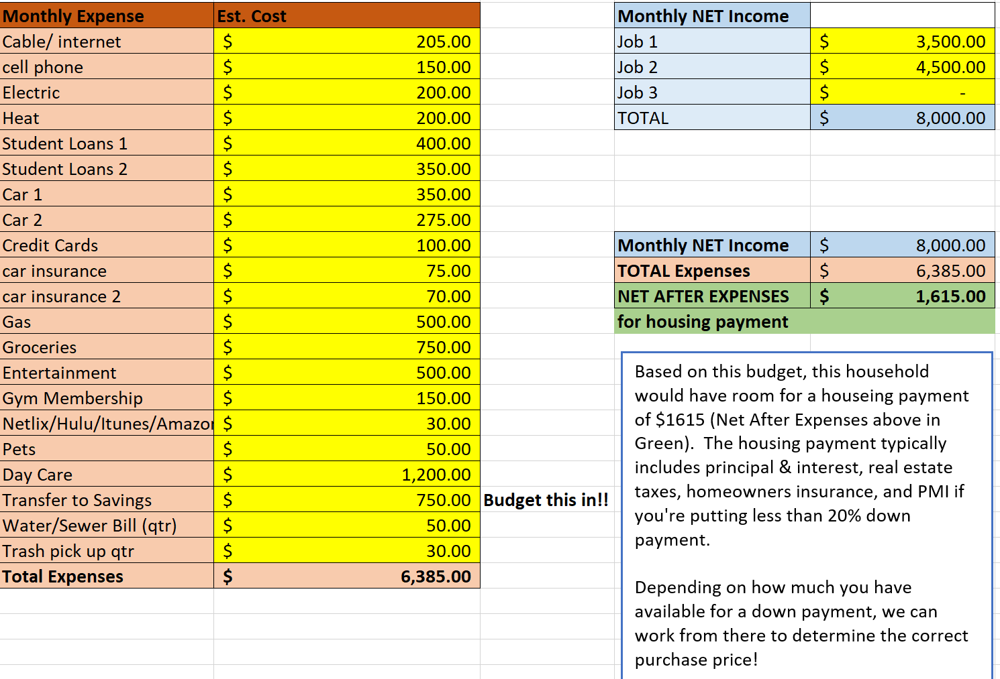 Monthly Expense Est. Cost Monthly NET Income
Cable/ internet $ 205.00 Job 1 $ 3,500.00
cell phone $ 150.00 Job 2 $ 4,500.00
Electric $ 200.00 Job 3 $ -
Heat $ 200.00 TOTAL $ 8,000.00
Student Loans 1 $ 400.00
Student Loans 2 $ 350.00
Car 1 $ 350.00
Car 2 $ 275.00
Credit Cards $ 100.00 Monthly NET Income $ 8,000.00
car insurance $ 75.00 TOTAL Expenses $ 6,385.00
car insurance 2 $ 70.00 NET AFTER EXPENSES $ 1,615.00
Gas $ 500.00 for housing payment
Groceries $ 750.00
Entertainment $ 500.00
Gym Membership $ 150.00
Netlix/Hulu/Itunes/Amazo $ 30.00
Pets $ 50.00
Day Care $ 1,200.00
Transfer to Savings $ 750.00 Budget this in!!
Water/Sewer Bill (qtr) $ 50.00
Trash pick up qtr $ 30.00
Total Expenses $ 6,385.00
Based on this budget, this household
would have room for a houseing payment
of $1615 (Net After Expenses above in
Green).  The housing payment typically
includes principal & interest, real estate
taxes, homeowners insurance, and PMI if
you're putting less than 20% down
payment.
Depending on how much you have
available for a down payment, we can
work from there to determine the correct
purchase price!